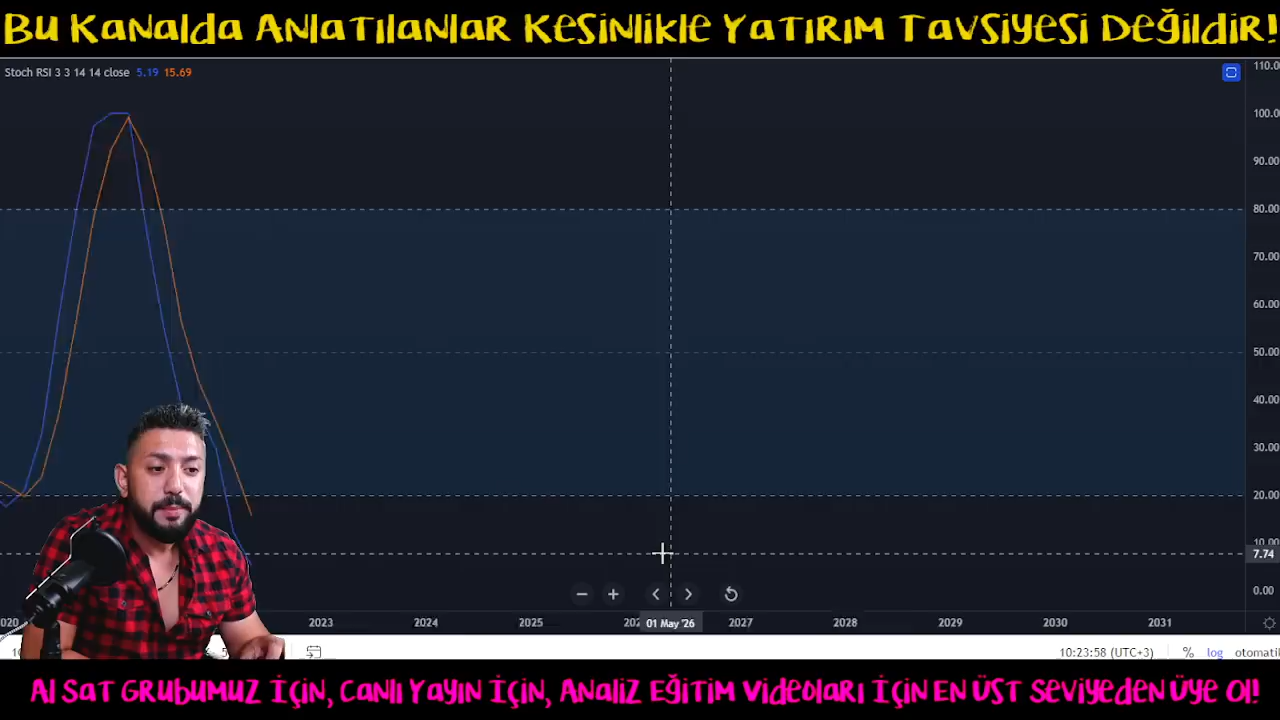 Bu Kanalda Anlatılanlar Kesinlikle Yatırım Tavsiyesi Değildir!
Stoch RSI 3 3 14 14 close 5.19 15.69
110.0
100.0
90.00
80.00
70.00
60.00
50.00
40.00
30.00
20.00
10.00
7.74
0.00
2023 2024 2025 01 May '26 2027 2028 2029 2030 2031
10:23:58 (UTC+3) % log otomatik
Al Sat Grubumuz İçin, Canlı Yayın İçin, Analiz Eğitim Videoları İçin En Üst Seviyeden Üye Ol!